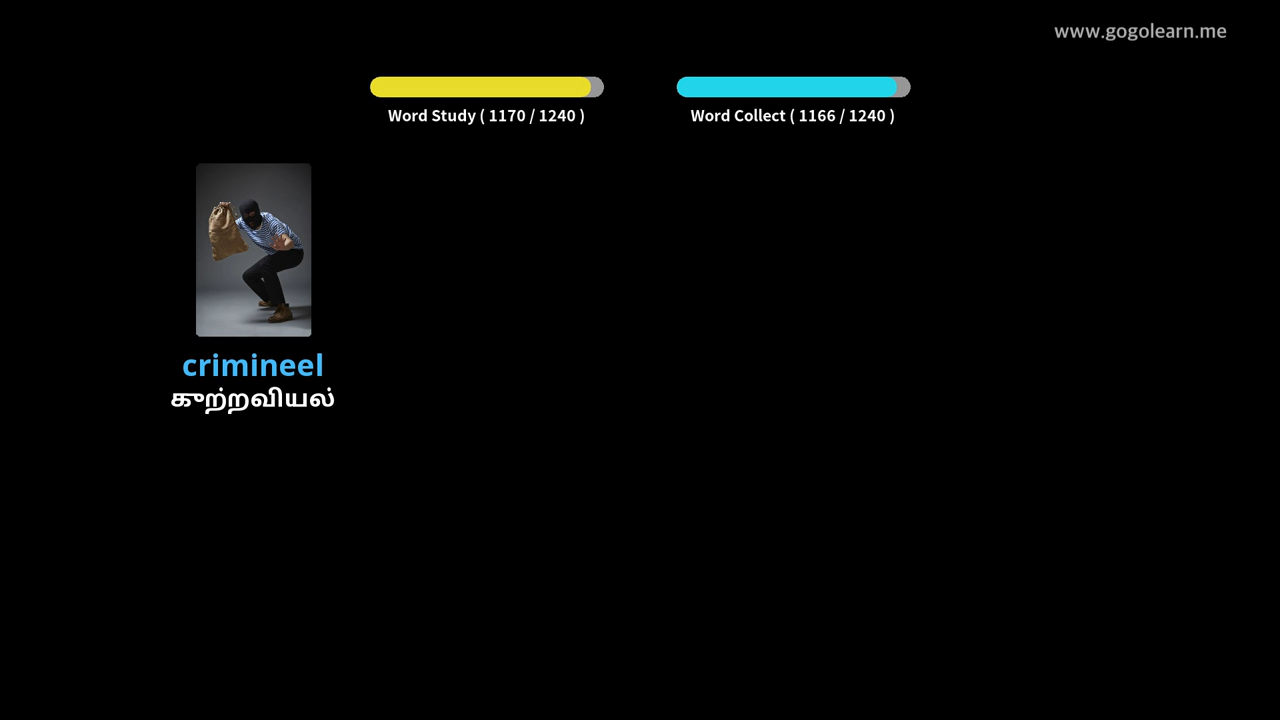 www.gogolearn.me
Word Study ( 1170 / 1240 )
Word Collect ( 1166 / 1240 )
crimineel
குற்றவியல்